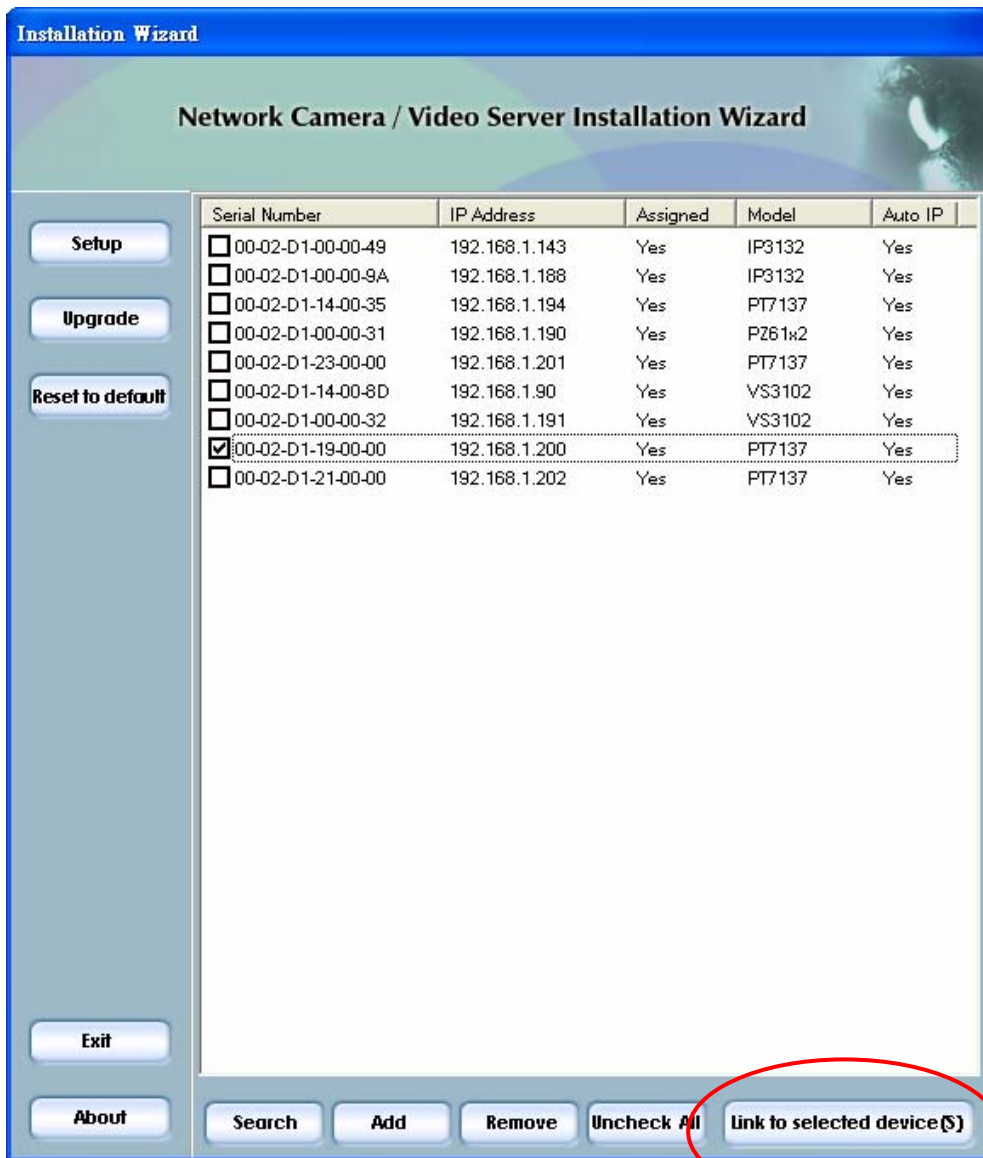 Installation Wizard
Network Camera / Video Server Installation Wizard
Setup
Upgrade
Reset to default
Exit
About
Serial Number IP Address Assigned Model Auto IP
00-02-D1-00-00-49 192.168.1.143 Yes IP3132 Yes
00-02-D1-00-00-9A 192.168.1.188 Yes IP3132 Yes
00-02-D1-14-00-35 192.168.1.194 Yes PT7137 Yes
00-02-D1-00-00-31 192.168.1.190 Yes PZ61x2 Yes
00-02-D1-23-00-00 192.168.1.201 Yes PT7137 Yes
00-02-D1-14-00-8D 192.168.1.90 Yes VS3102 Yes
00-02-D1-00-00-32 192.168.1.191 Yes VS3102 Yes
00-02-D1-19-00-00 192.168.1.200 Yes PT7137 Yes
00-02-D1-21-00-00 192.168.1.202 Yes PT7137 Yes
Search Add Remove Uncheck All Link to selected device(S)